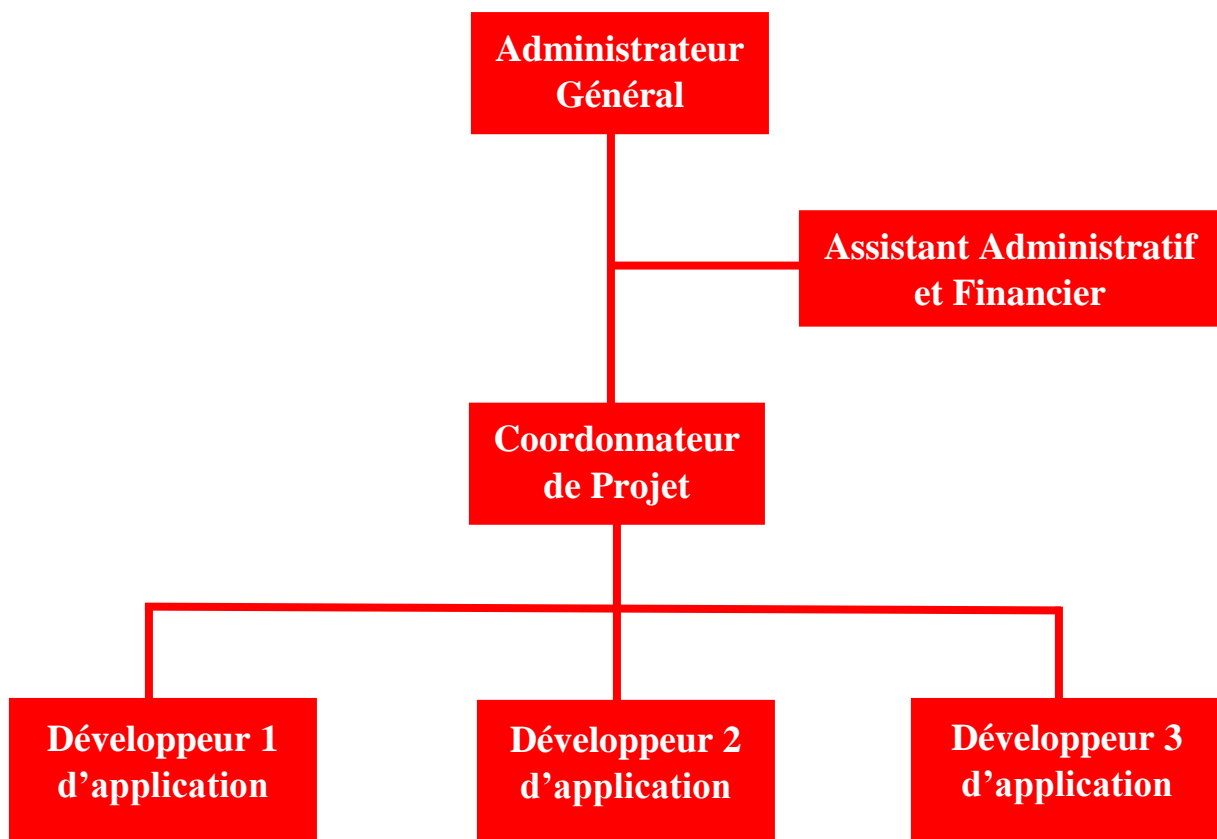 Administrateur
Général
Assistant Administratif
et Financier
Coordonnateur
de Projet
Développeur 1
d’application
Développeur 2
d’application
Développeur 3
d’application